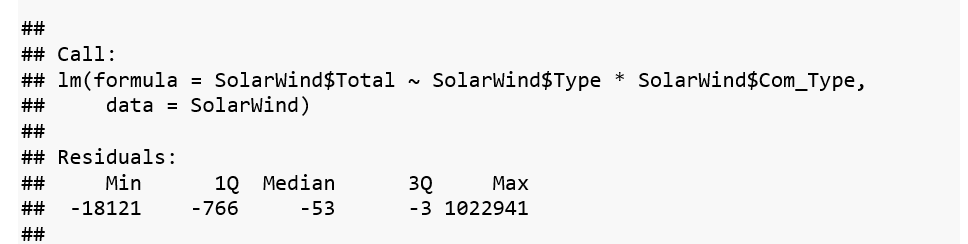 ##
## Call:
## lm(formula = SolarWind$Total ~ SolarWind$Type * SolarWind$Com_Type,
##     data = SolarWind)
##
## Residuals:
##     Min      1Q  Median      3Q     Max
##  -18121    -766     -53      -3 1022941
##